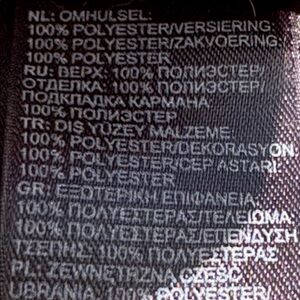 NL: OMHULSEL:
100% POLYESTER/VERSIERING:
100% POLYESTER/ZAKVOERING:
100% POLYESTER
RU: ВЕРХ: 100% ПОЛИЭСТЕР/
ОТДЕЛКА: 100% ПОЛИЭСТЕР/
ПОДКЛАДКА КАРМАНА:
100% ПОЛИЭСТЕР
TR: DIŞ YÜZEY MALZEME:
100% POLYESTER/DEKORASYON:
100% POLYESTER/CEP ASTARI:
100% POLYESTER
GR: ΕΞΩΤΕΡΙΚΗ ΕΠΙΦΑΝΕΙΑ:
100% ΠΟΛΥΕΣΤΕΡΑΣ/ΤΕΛΕΙΩΜΑ:
100% ΠΟΛΥΕΣΤΕΡΑΣ/ΕΠΕΝΔΥΣΗ
ΤΣΕΠΗΣ: 100% ΠΟΛΥΕΣΤΕΡΑΣ
PL: ZEWNĘTRZNA CZĘŚĆ
UBRANIA: 100% POLYESTER